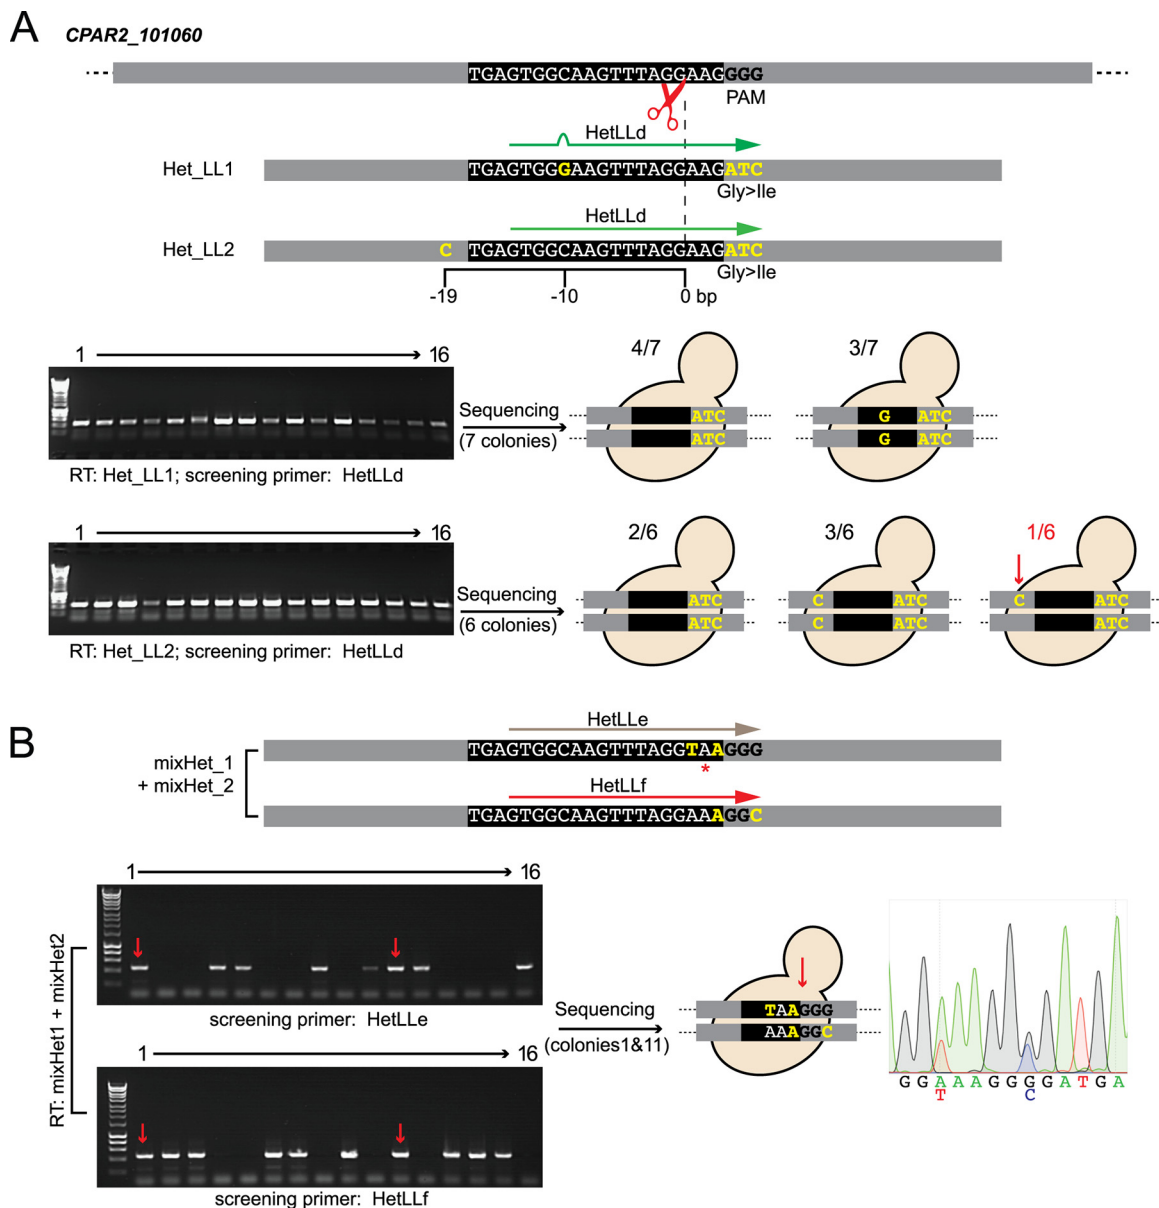 A CPAR2_101060
TGAGTGGCAAGTTTAGGAAGGGG
PAM
HetLLd
Het_LL1 TGAGTGGGAAGTTTAGGAAGATC
Gly>Ile
HetLLd
Het_LL2 C TGAGTGGCAAGTTTAGGAAGATC
Gly>Ile
-19 -10 0 bp
1 16
Sequencing
(7 colonies)
RT: Het_LL1; screening primer: HetLLd
4/7 3/7
ATC G ATC
ATC G ATC
1 16
Sequencing
(6 colonies)
RT: Het_LL2; screening primer: HetLLd
2/6 3/6 1/6
ATC C ATC C ATC
ATC C ATC ATC
B
HetLLe
mixHet_1
+ mixHet_2
TGAGTGGCAAGTTTAGGTAAGGG
*
HetLLf
TGAGTGGCAAGTTTAGGAAAGGC
RT: mixHet1 + mixHet2
1 16
screening primer: HetLLe
1 16
screening primer: HetLLf
Sequencing
(colonies1&11)
TAAGGG
AAAGGC
GGAAAGGGGATGA
T C